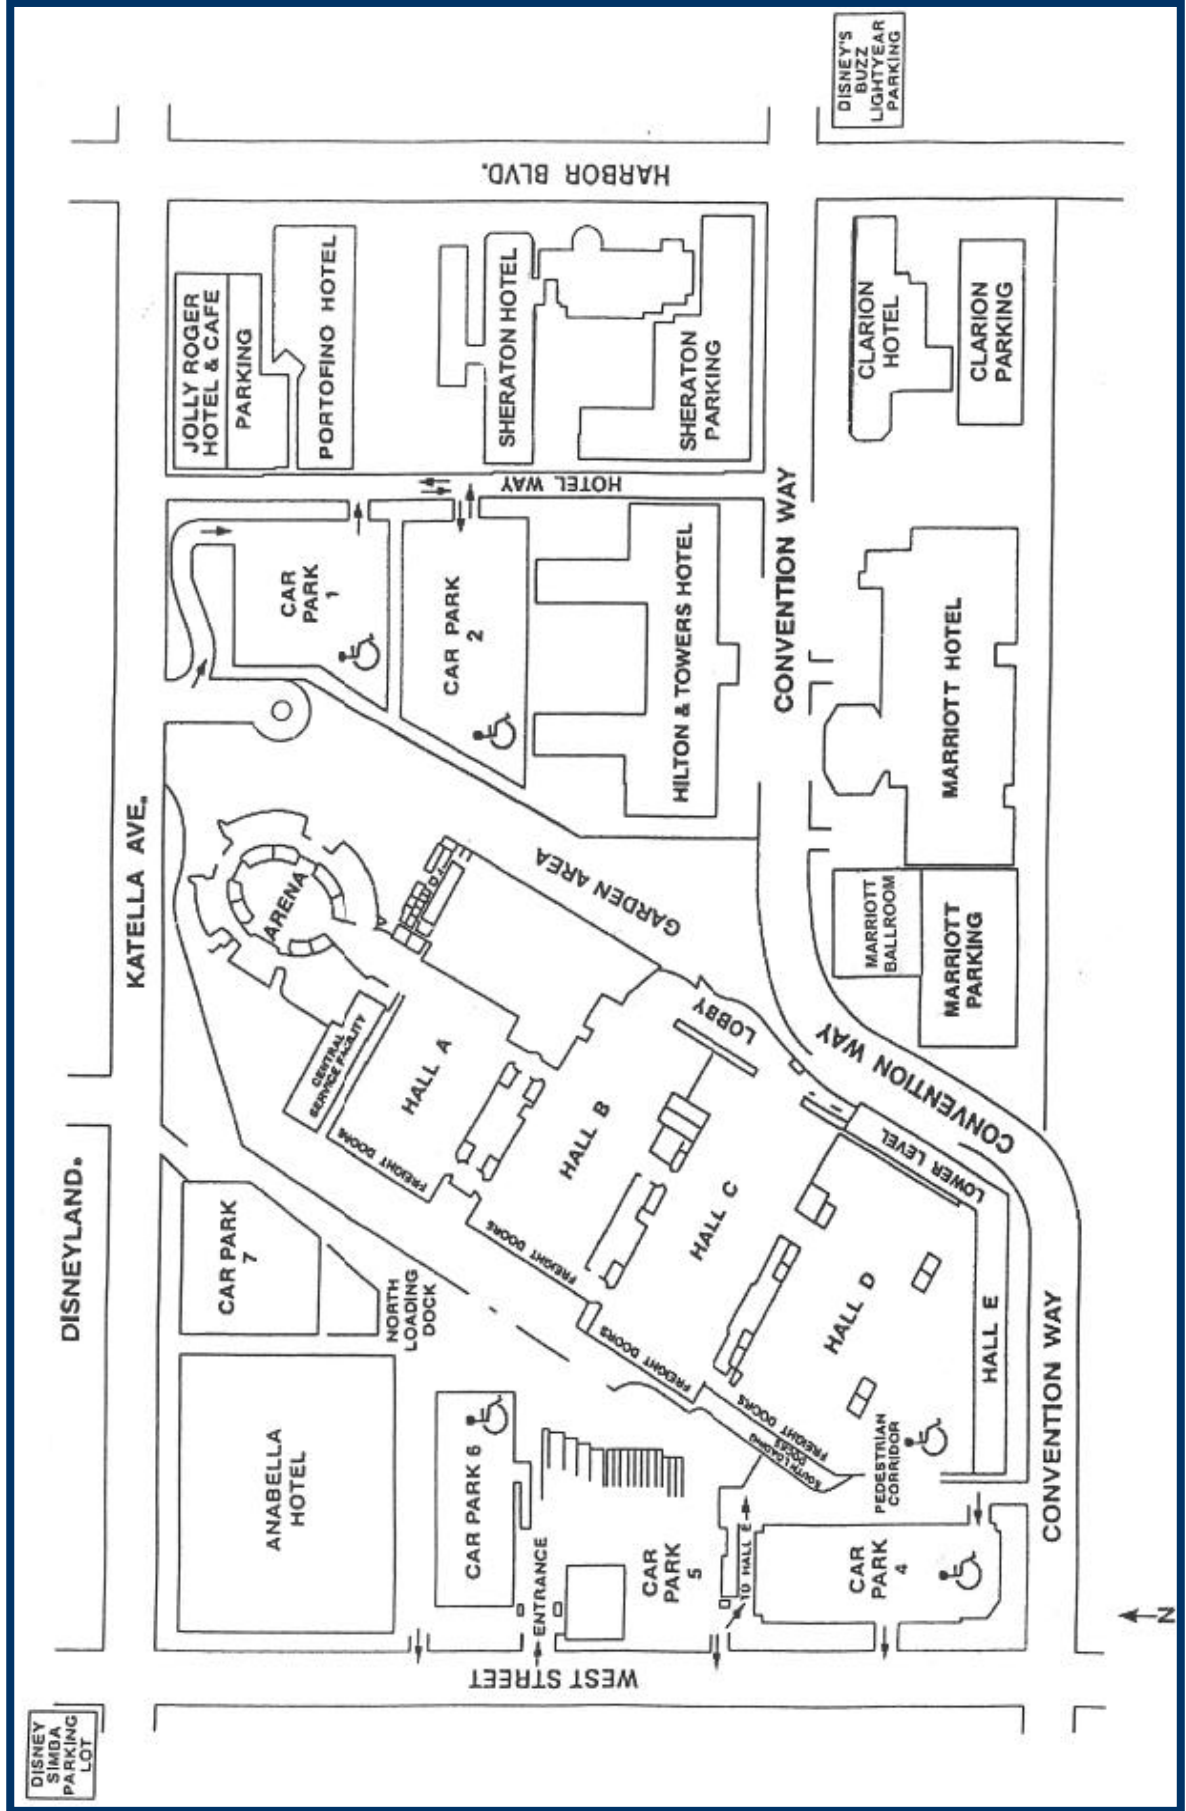 DISNEY
SIMBA
PARKING
LOT
DISNEYLAND.
KATELLA AVE.
HARBOR BLVD.
DISNEY'S
BUZZ
LIGHTYEAR
PARKING
WEST STREET
ANABELLA
HOTEL
CAR PARK
7
NORTH
LOADING
DOCK
CAR PARK 6
ENTRANCE
CAR
PARK
5
TO HALL E
CAR
PARK
4
PEDESTRIAN
CORRIDOR
SOUTH LOADING
DOCKS
FREIGHT DOORS
FREIGHT DOORS
FREIGHT DOORS
FREIGHT DOORS
CENTRAL
SERVICE FACILITY
ARENA
HALL A
HALL B
HALL C
HALL D
HALL E
LOWER LEVEL
LOBBY
GARDEN AREA
CAR
PARK
1
CAR PARK
2
HOTEL WAY
JOLLY ROGER
HOTEL & CAFE
PARKING
PORTOFINO HOTEL
SHERATON HOTEL
SHERATON
PARKING
HILTON & TOWERS HOTEL
CONVENTION WAY
CONVENTION WAY
CONVENTION WAY
CLARION
HOTEL
CLARION
PARKING
MARRIOTT HOTEL
MARRIOTT
BALLROOM
MARRIOTT
PARKING
N